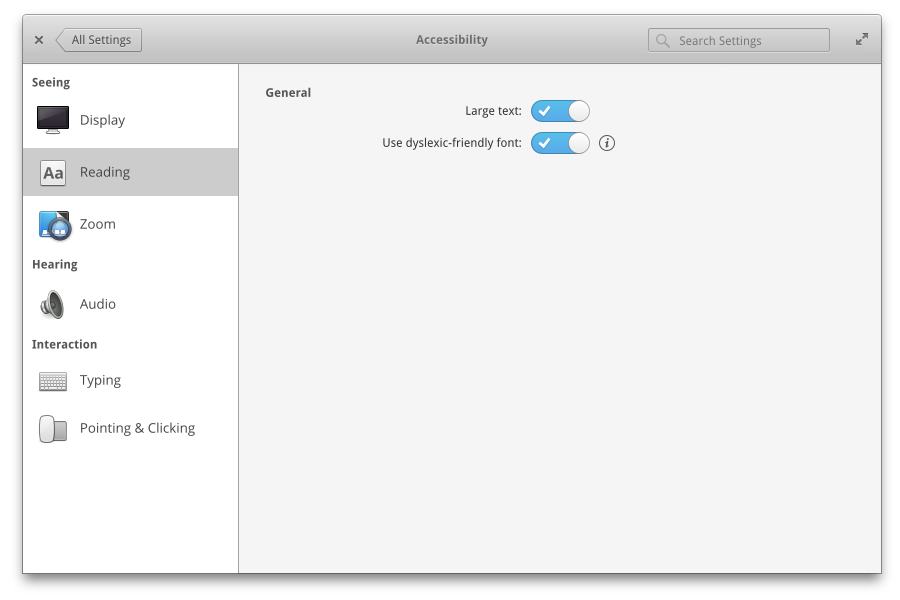 All Settings
Accessibility
Search Settings
Seeing
Display
Aa
Reading
Zoom
Hearing
Audio
Interaction
Typing
Pointing & Clicking
General
Large text:
Use dyslexic-friendly font:
i